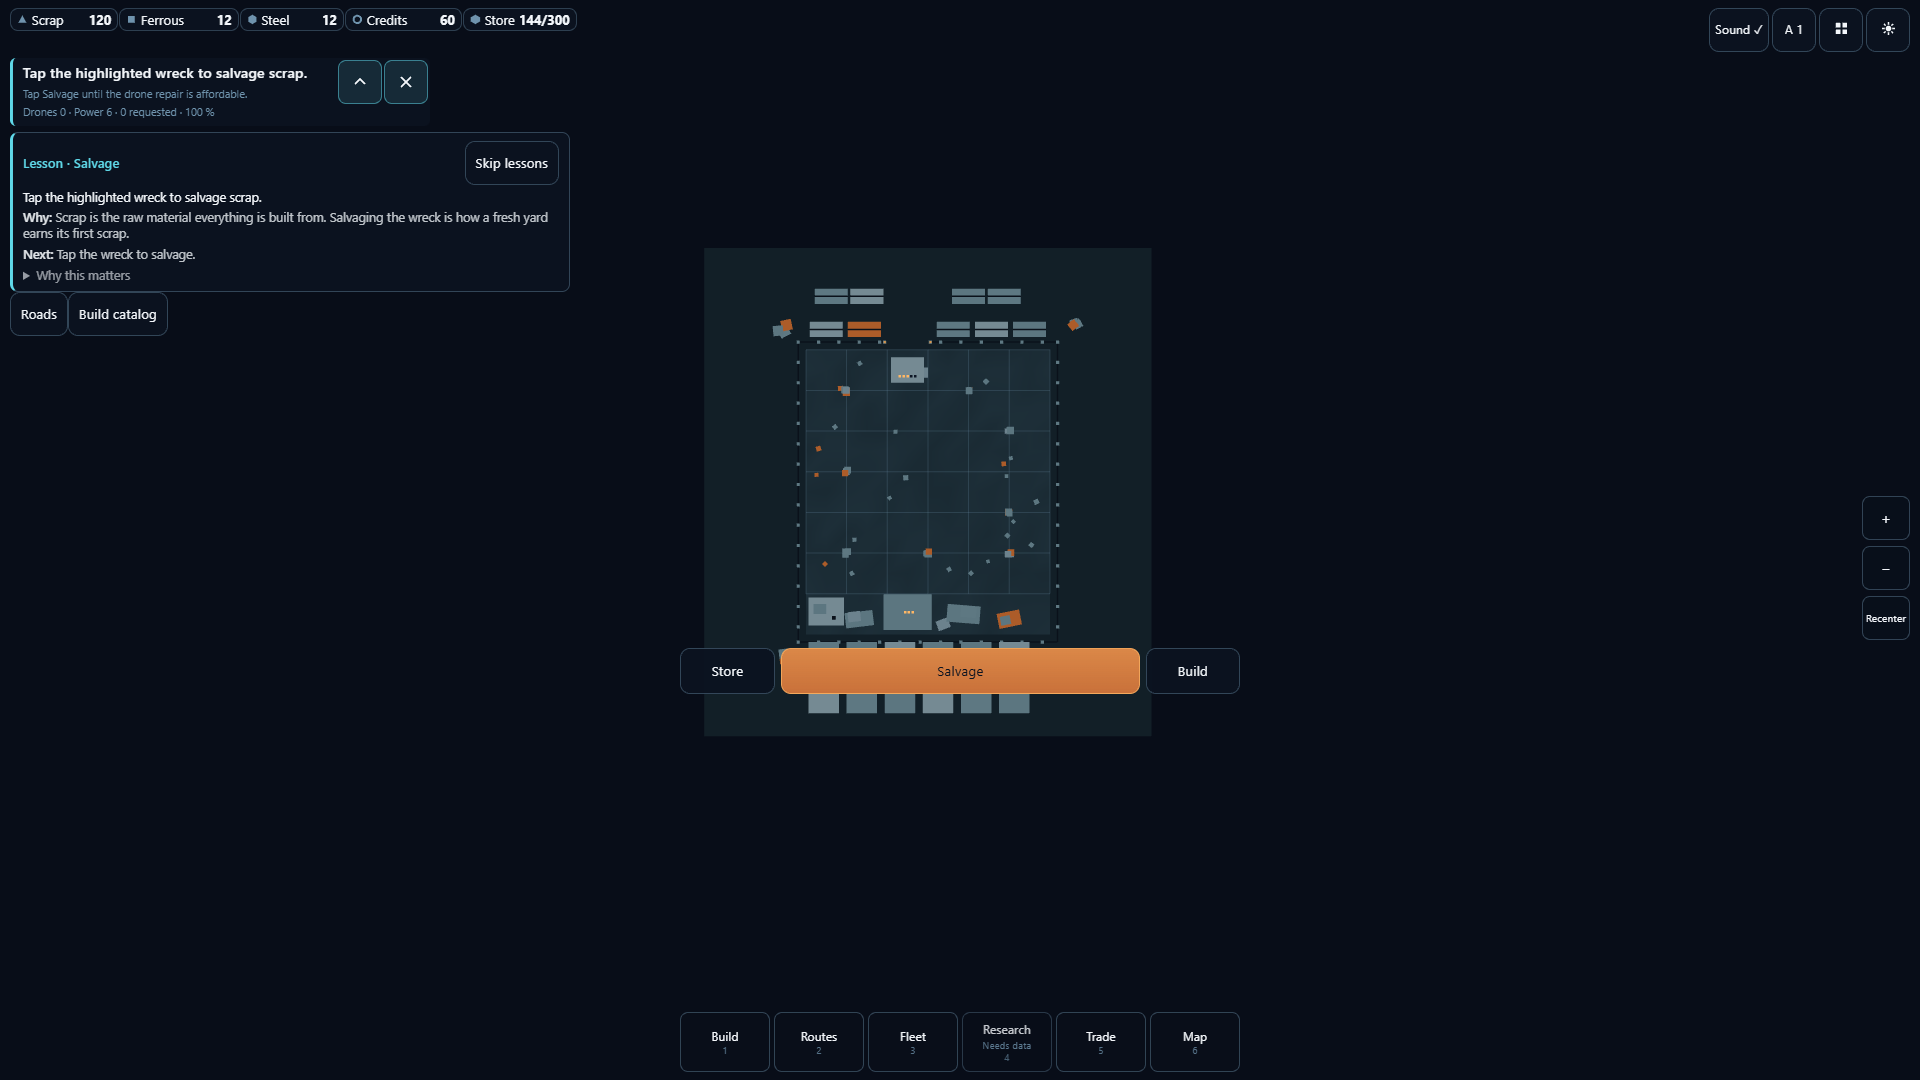 Scrap 120 Ferrous 12 Steel 12 Credits 60 Store 144/300
Sound ✓ A 1
Tap the highlighted wreck to salvage scrap.
Tap Salvage until the drone repair is affordable.
Drones 0 · Power 6 · 0 requested · 100 %
Lesson · Salvage
Skip lessons
Tap the highlighted wreck to salvage scrap.
Why: Scrap is the raw material everything is built from. Salvaging the wreck is how a fresh yard
earns its first scrap.
Next: Tap the wreck to salvage.
Why this matters
Roads Build catalog
+
−
Recenter
Store Salvage Build
Build Routes Fleet Research Trade Map
Needs data
1 2 3 4 5 6